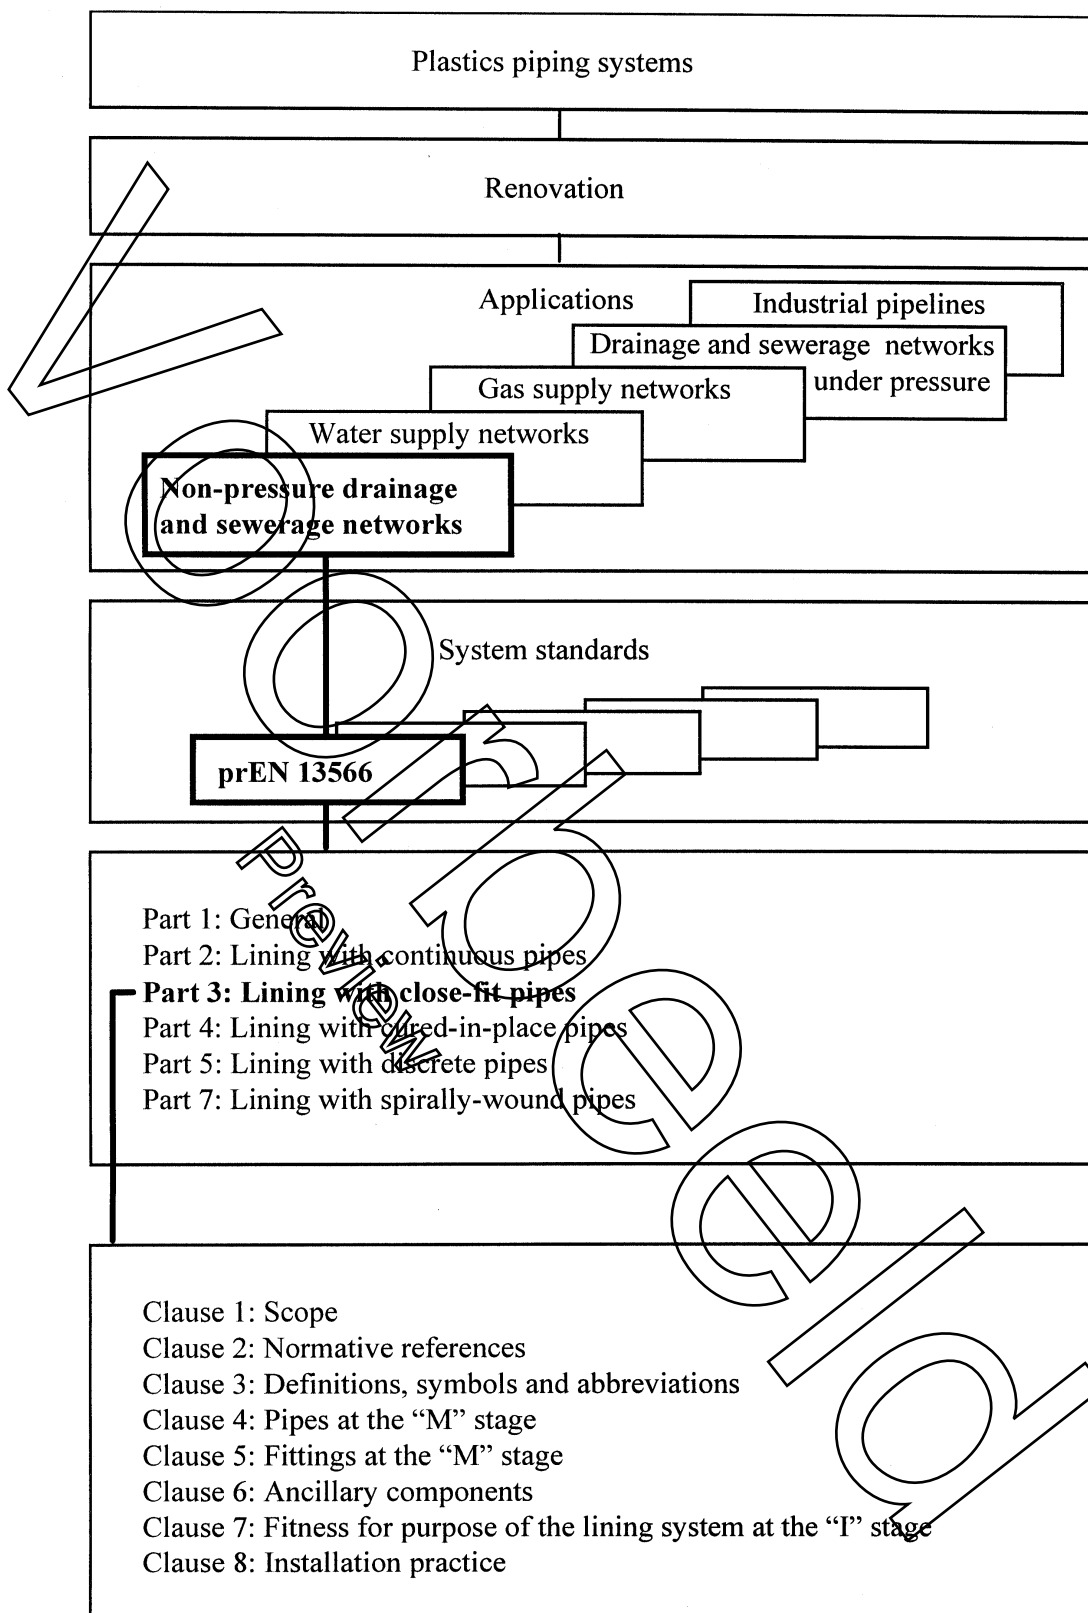 Plastics piping systems
Renovation
Applications
Industrial pipelines
Drainage and sewerage networks
under pressure
Gas supply networks
Water supply networks
Non-pressure drainage
and sewerage networks
System standards
prEN 13566
Part 1: General
Part 2: Lining with continuous pipes
Part 3: Lining with close-fit pipes
Part 4: Lining with cured-in-place pipes
Part 5: Lining with discrete pipes
Part 7: Lining with spirally-wound pipes
Clause 1: Scope
Clause 2: Normative references
Clause 3: Definitions, symbols and abbreviations
Clause 4: Pipes at the “M” stage
Clause 5: Fittings at the “M” stage
Clause 6: Ancillary components
Clause 7: Fitness for purpose of the lining system at the “I” stage
Clause 8: Installation practice
Voorbeeld
Preview